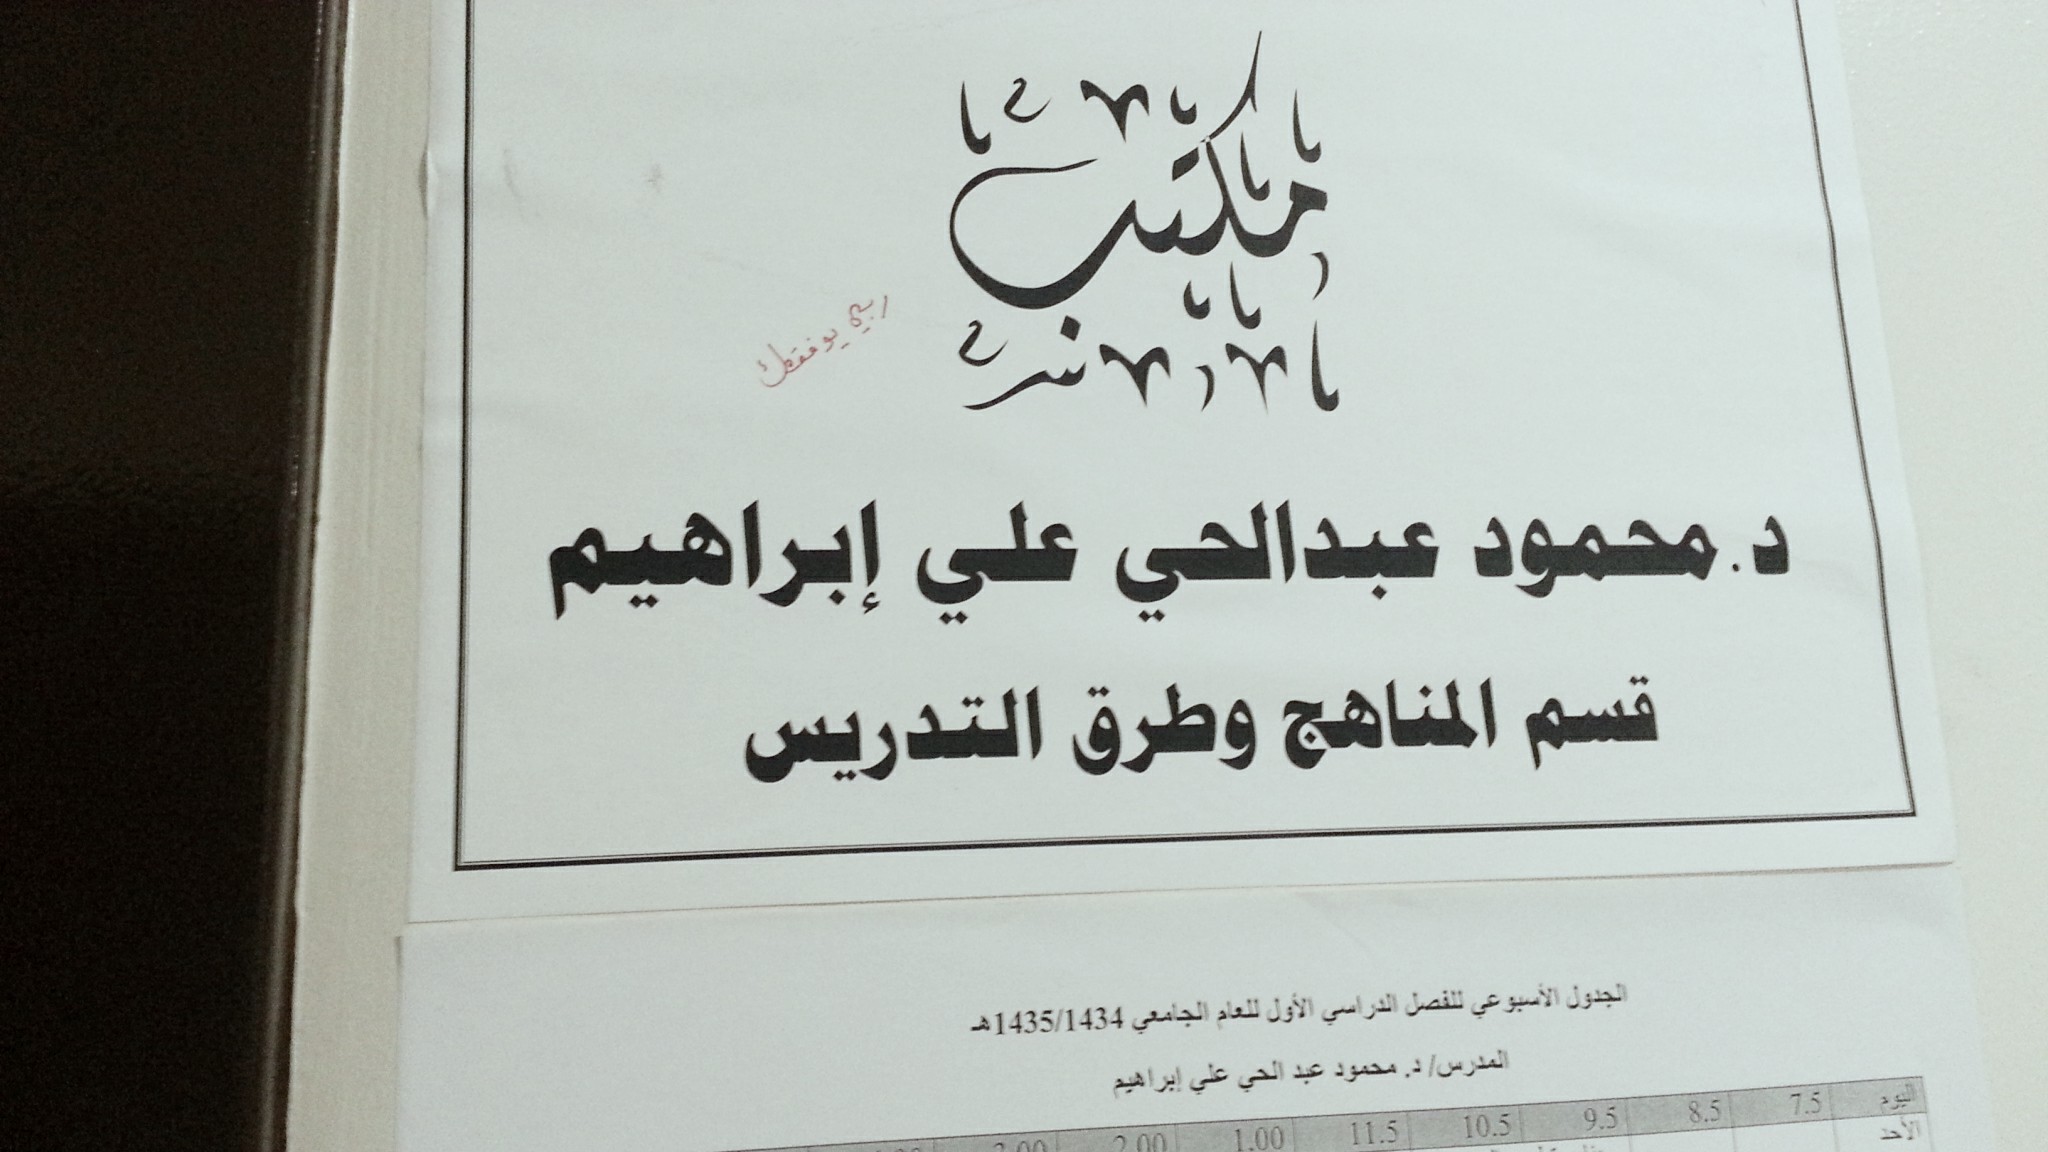 مكتب
ربي يوفقك
د.محمود عبدالحي علي إبراهيم
قسم المناهج وطرق التدريس
الجدول الأسبوعي للفصل الدراسي الأول للعام الجامعي 1435/1434هـ
المدرس/ د. محمود عبد الحي علي إبراهيم
اليوم 7.5 8.5 9.5 10.5 11.5 1.00 2.00 3.00
الأحد